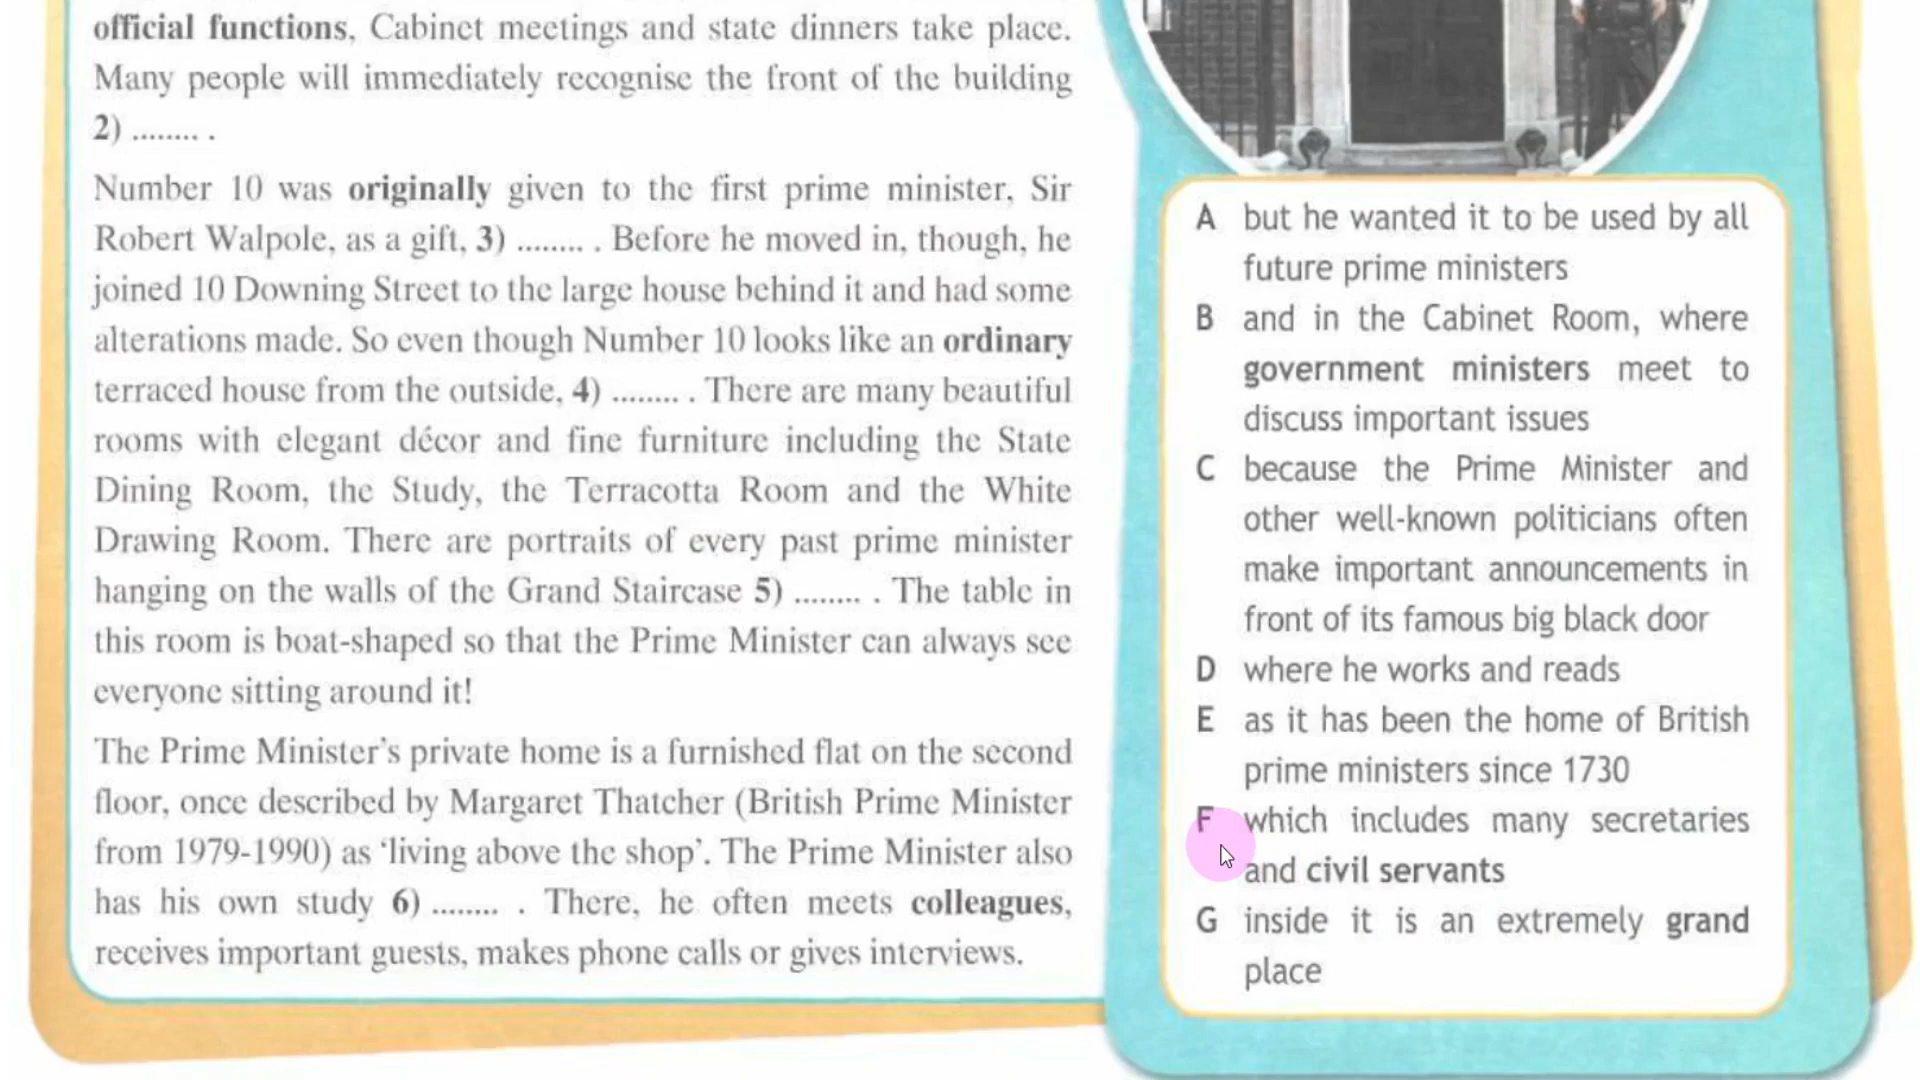 official functions, Cabinet meetings and state dinners take place.
Many people will immediately recognise the front of the building
2) ........ .
Number 10 was originally given to the first prime minister, Sir
Robert Walpole, as a gift, 3) ........ . Before he moved in, though, he
joined 10 Downing Street to the large house behind it and had some
alterations made. So even though Number 10 looks like an ordinary
terraced house from the outside, 4) ........ . There are many beautiful
rooms with elegant décor and fine furniture including the State
Dining Room, the Study, the Terracotta Room and the White
Drawing Room. There are portraits of every past prime minister
hanging on the walls of the Grand Staircase 5) ........ . The table in
this room is boat-shaped so that the Prime Minister can always see
everyone sitting around it!
The Prime Minister's private home is a furnished flat on the second
floor, once described by Margaret Thatcher (British Prime Minister
from 1979-1990) as ‘living above the shop’. The Prime Minister also
has his own study 6) ........ . There, he often meets colleagues,
receives important guests, makes phone calls or gives interviews.
A but he wanted it to be used by all
future prime ministers
B and in the Cabinet Room, where
government ministers meet to
discuss important issues
C because the Prime Minister and
other well-known politicians often
make important announcements in
front of its famous big black door
D where he works and reads
E as it has been the home of British
prime ministers since 1730
F which includes many secretaries
and civil servants
G inside it is an extremely grand
place